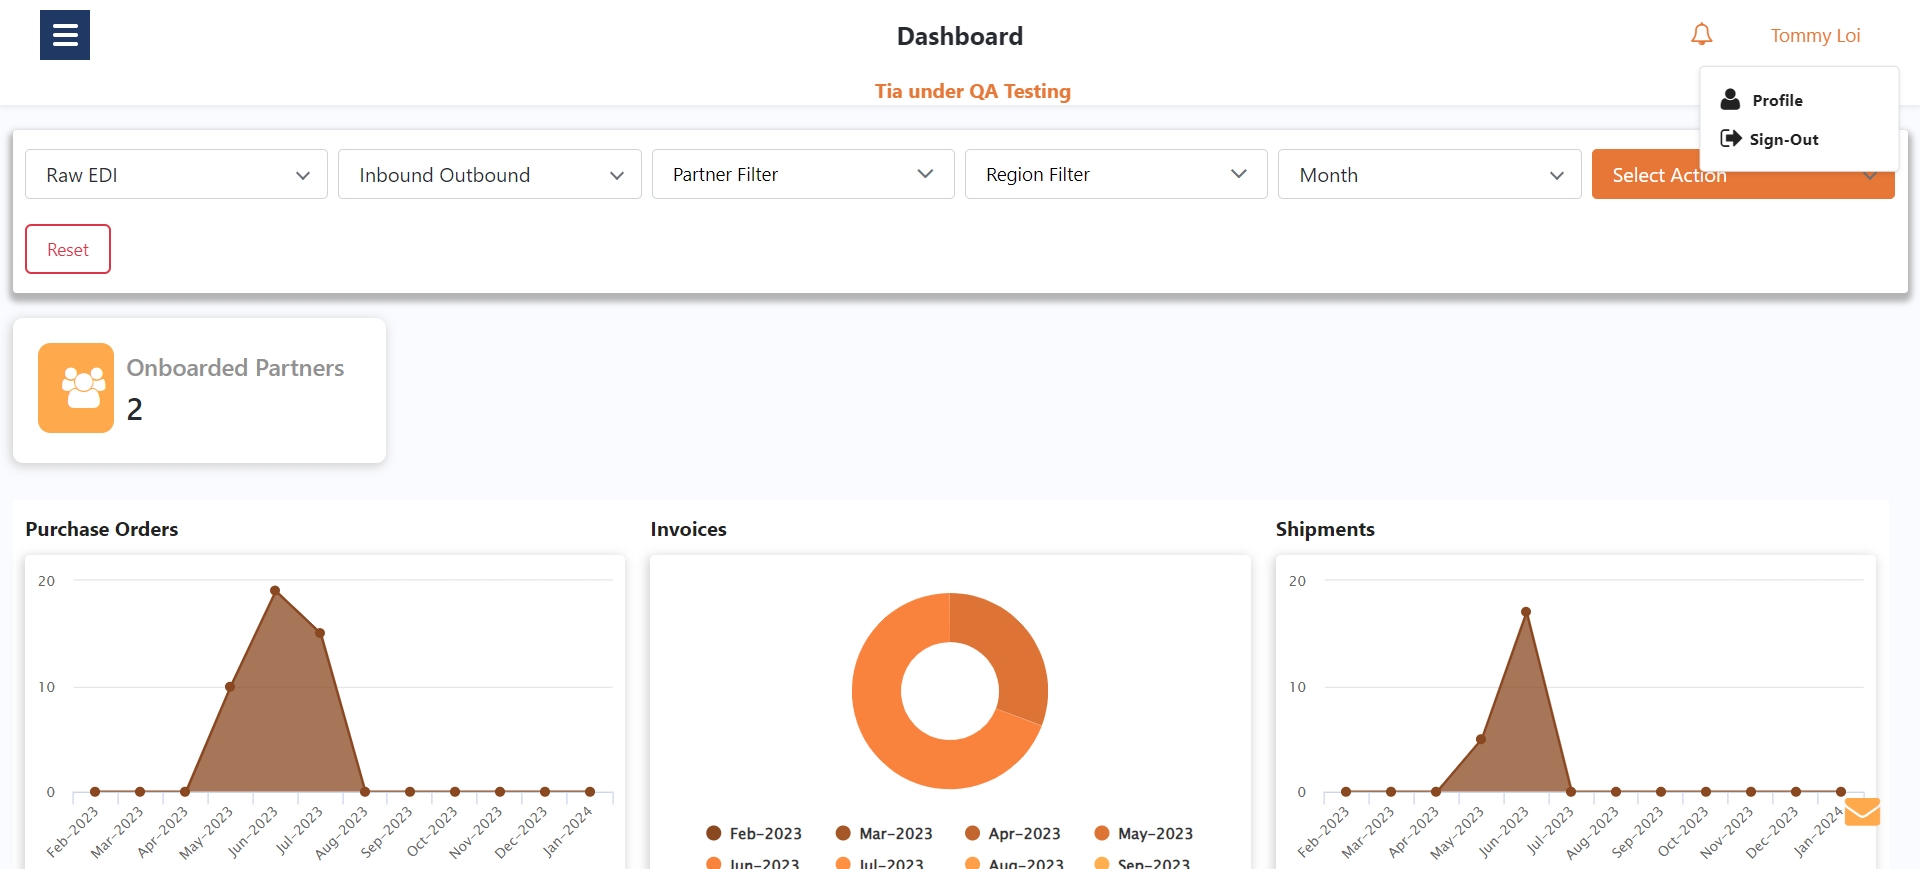 Dashboard
Tommy Loi
Tia under QA Testing
Profile
Sign-Out
Raw EDI
Inbound Outbound
Partner Filter
Region Filter
Month
Select Action
Reset
Onboarded Partners
2
Purchase Orders
20
10
0
Feb-2023
Mar-2023
Apr-2023
May-2023
Jun-2023
Jul-2023
Aug-2023
Sep-2023
Oct-2023
Nov-2023
Dec-2023
Jan-2024
Invoices
Feb-2023
Mar-2023
Apr-2023
May-2023
Jun-2023
Jul-2023
Aug-2023
Sep-2023
Shipments
20
10
0
Feb-2023
Mar-2023
Apr-2023
May-2023
Jun-2023
Jul-2023
Aug-2023
Sep-2023
Oct-2023
Nov-2023
Dec-2023
Jan-2024